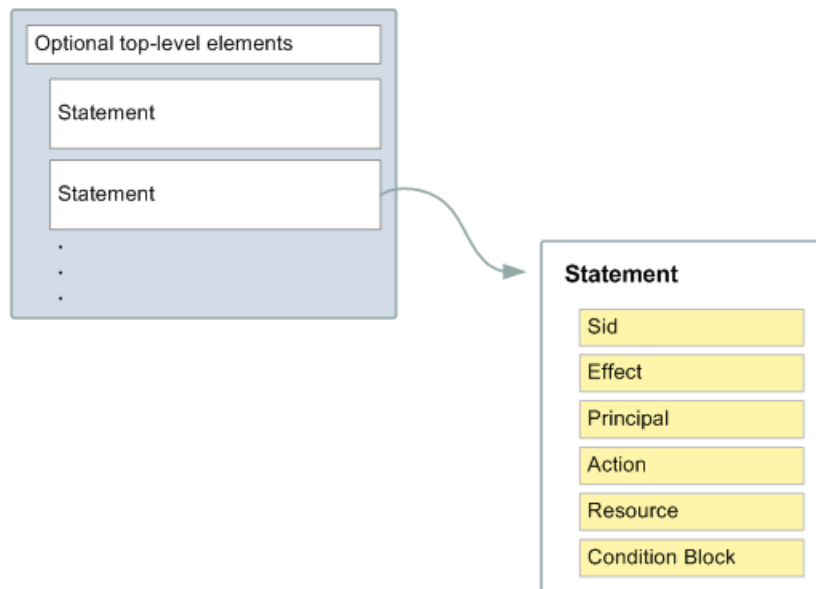 Optional top-level elements
Statement
Statement
.
.
.
Statement
Sid
Effect
Principal
Action
Resource
Condition Block